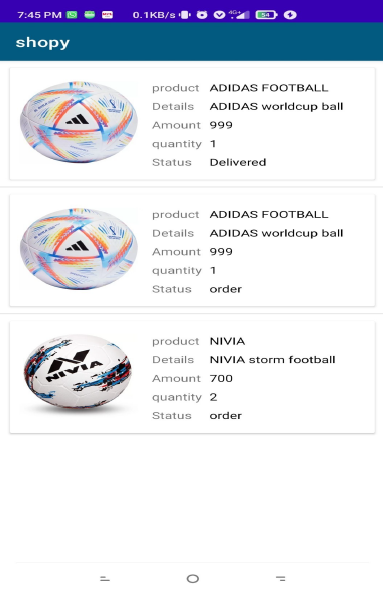 7:45 PM 0.1KB/s 4G+ 54
shopy
product ADIDAS FOOTBALL
Details ADIDAS worldcup ball
Amount 999
quantity 1
Status Delivered
product ADIDAS FOOTBALL
Details ADIDAS worldcup ball
Amount 999
quantity 1
Status order
NIVIA
product NIVIA
Details NIVIA storm football
Amount 700
quantity 2
Status order